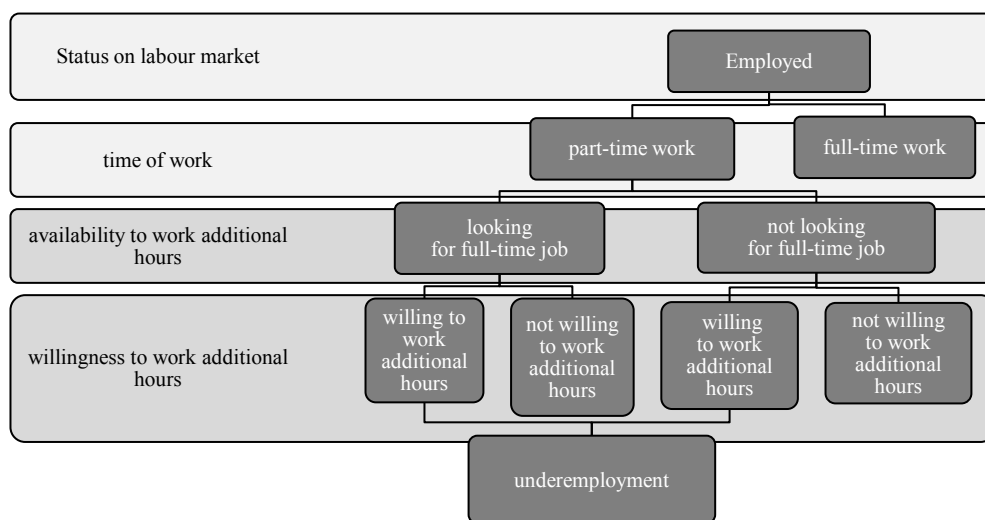 Status on labour market
Employed
time of work
part-time work
full-time work
availability to work additional
hours
looking
for full-time job
not looking
for full-time job
willingness to work additional
hours
willing to
work
additional
hours
not willing
to work
additional
hours
willing
to work
additional
hours
not willing
to work
additional
hours
underemployment